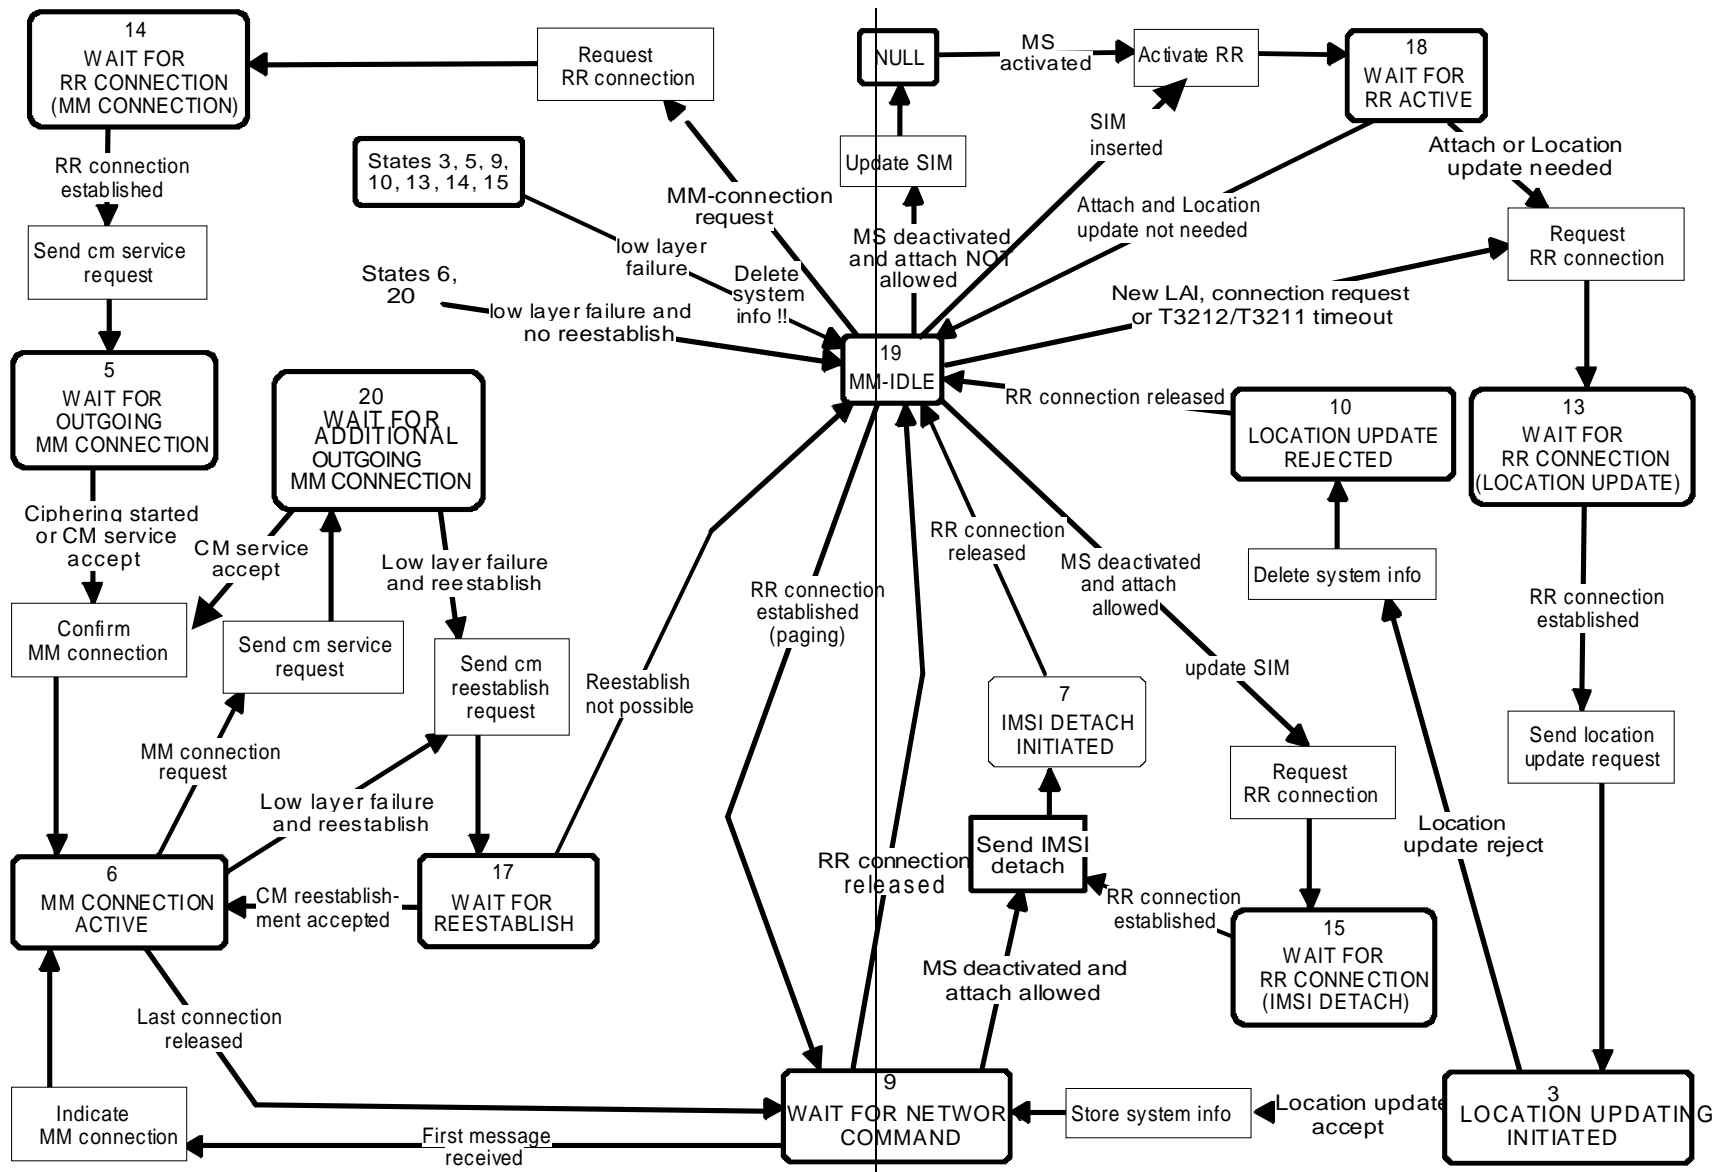 14
WAIT FOR
RR CONNECTION
(MM CONNECTION)
Request
RR connection
NULL
MS
activated
Activate RR
18
WAIT FOR
RR ACTIVE
RR connection
established
States 3, 5, 9,
10, 13, 14, 15
Update SIM
SIM
inserted
Attach or Location
update needed
MM-connection
request
Attach and Location
update not needed
Send cm service
request
low layer
failure
MS deactivated
and attach NOT
allowed
Request
RR connection
States 6,
20
Delete
system
info !!
low layer failure and
no reestablish
New LAI, connection request
or T3212/T3211 timeout
5
WAIT FOR
OUTGOING
MM CONNECTION
20
WAIT FOR
ADDITIONAL
OUTGOING
MM CONNECTION
19
MM-IDLE
RR connection released
10
LOCATION UPDATE
REJECTED
13
WAIT FOR
RR CONNECTION
(LOCATION UPDATE)
Ciphering started
or CM service
accept
CM service
accept
Low layer failure
and reestablish
RR connection
released
MS deactivated
and attach
allowed
Delete system info
RR connection
established
(paging)
RR connection
established
Confirm
MM connection
Send cm service
request
Send cm
reestablish
request
Reestablish
not possible
update SIM
7
IMSI DETACH
INITIATED
Send location
update request
MM connection
request
Request
RR connection
Low layer failure
and reestablish
Send IMSI
detach
Location
update reject
RR connection
released
6
MM CONNECTION
ACTIVE
CM reestablish-
ment accepted
17
WAIT FOR
REESTABLISH
RR connection
established
15
WAIT FOR
RR CONNECTION
(IMSI DETACH)
MS deactivated and
attach allowed
Last connection
released
Indicate
MM connection
First message
received
9
WAIT FOR NETWOR
COMMAND
Store system info
Location update
accept
3
LOCATION UPDATING
INITIATED